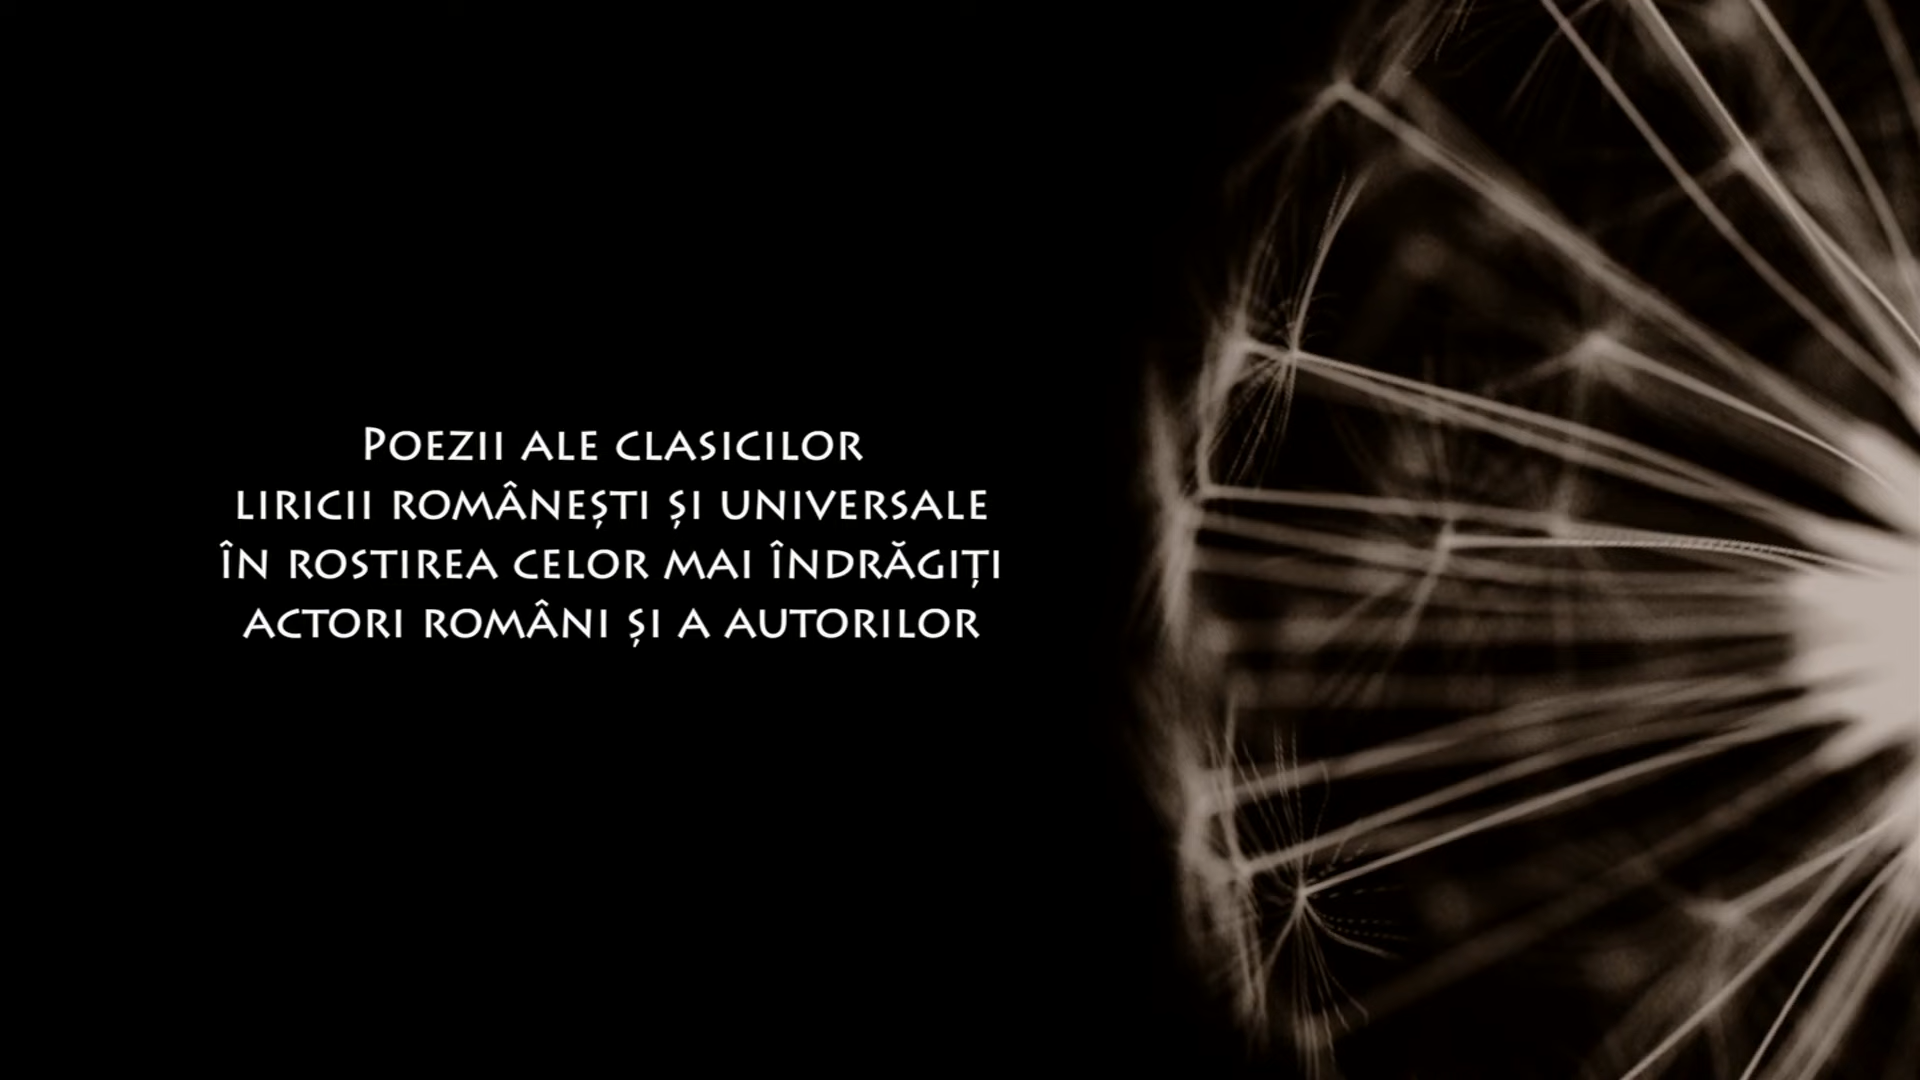 Poezii ale clasicilor
liricii românești și universale
în rostirea celor mai îndrăgiți
actori români și a autorilor